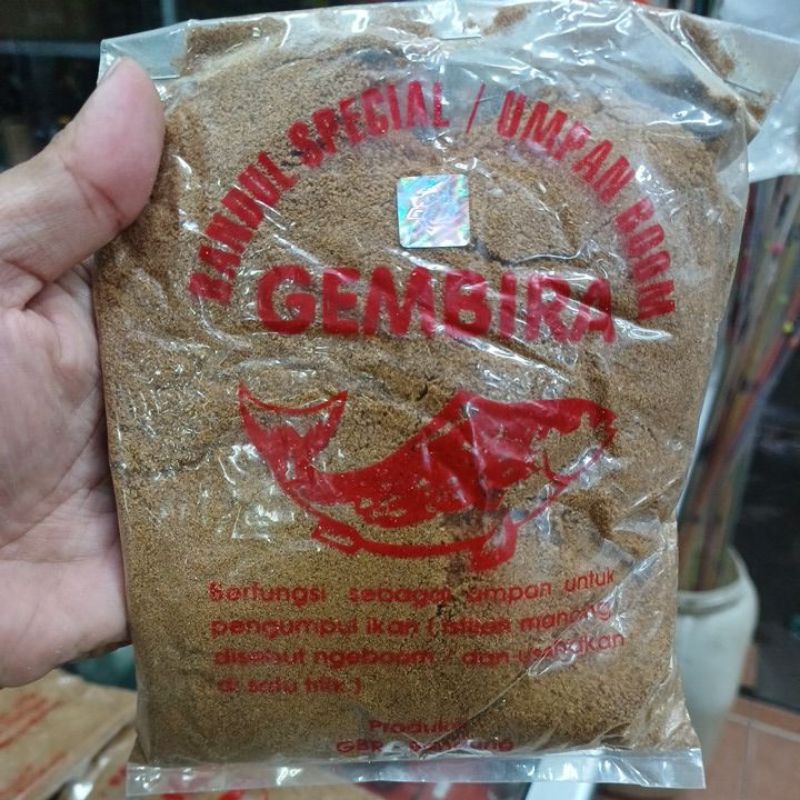 BANDUL SPECIAL / UMPAN BOOM
GEMBIRA
Berfungsi sebagai umpan untuk
pengumpul ikan ( istilah mancing
disebut ngeboom / dan usahakan
di satu titik )
Produksi